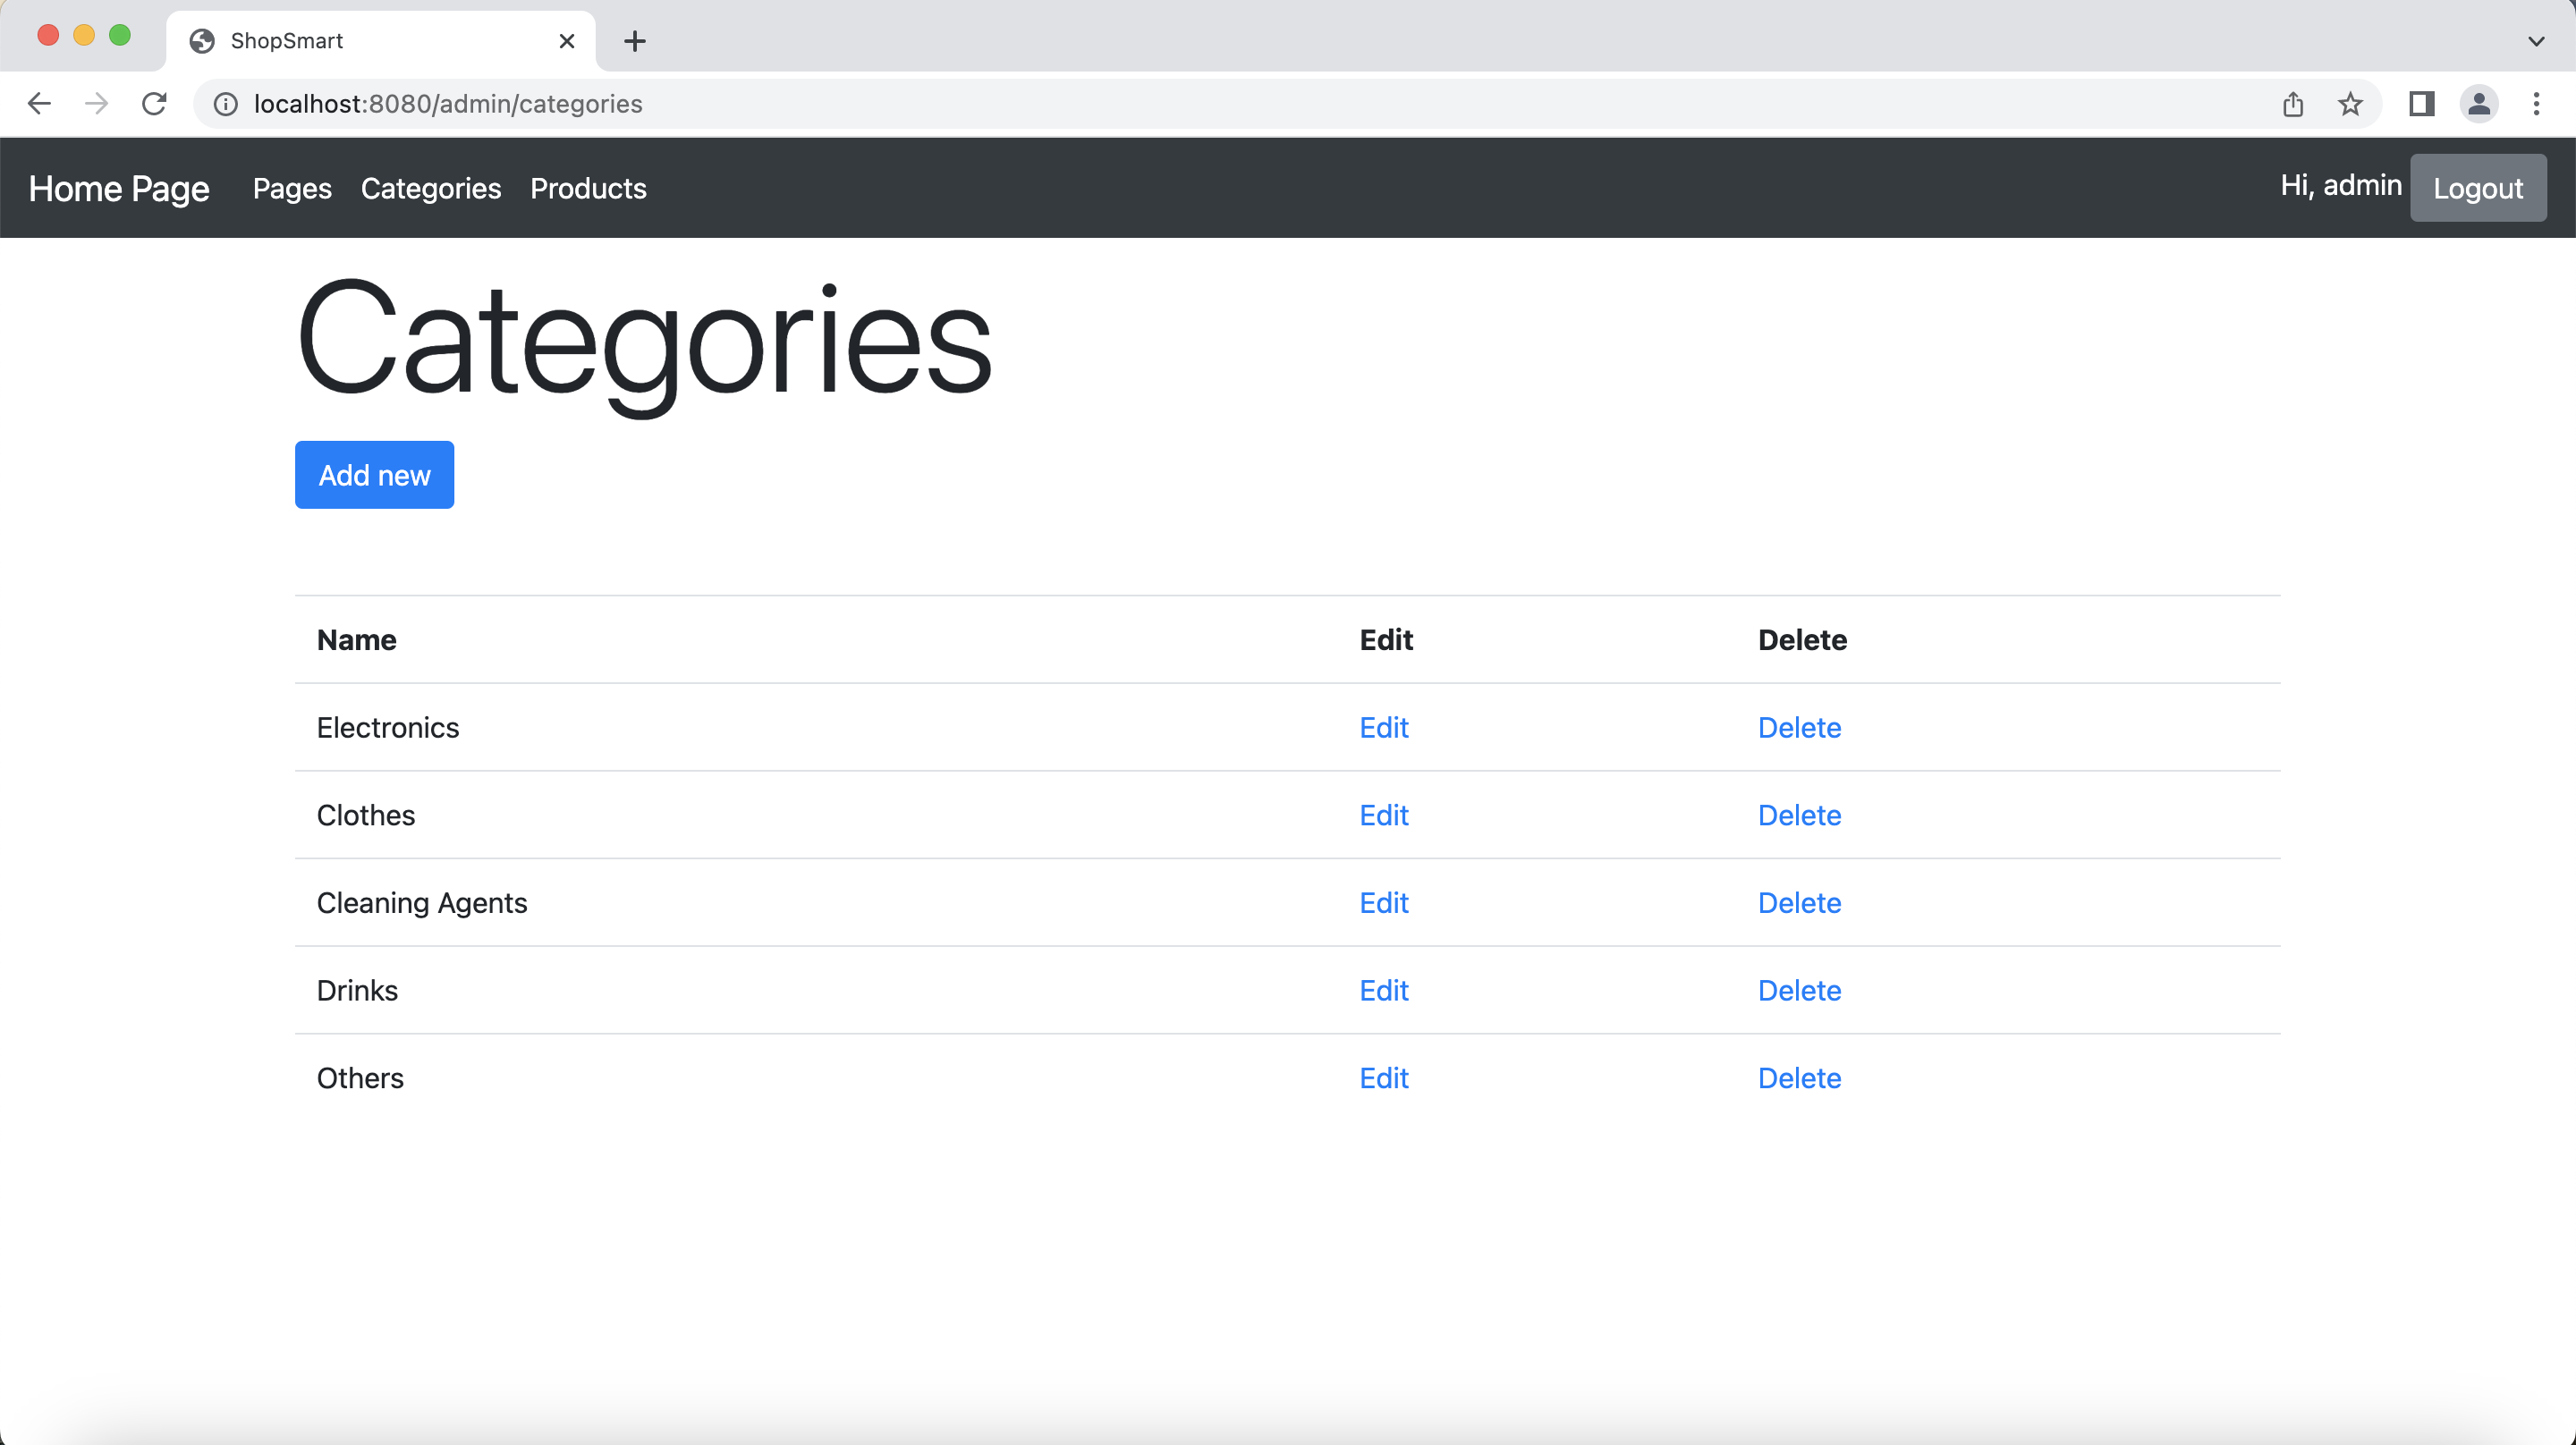 ShopSmart
localhost:8080/admin/categories
Home Page Pages Categories Products Hi, admin Logout
Categories
Add new
Name Edit Delete
Electronics Edit Delete
Clothes Edit Delete
Cleaning Agents Edit Delete
Drinks Edit Delete
Others Edit Delete